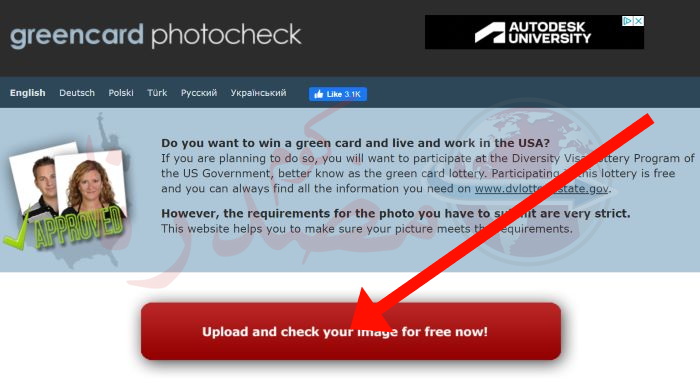 greencard photocheck
AUTODESK
UNIVERSITY
English Deutsch Polski Türk Русский Український Like 3.1K
Do you want to win a green card and live and work in the USA?
If you are planning to do so, you will want to participate at the Diversity Visa Lottery Program of
the US Government, better know as the green card lottery. Participating in this lottery is free
and you can always find all the information you need on www.dvlottery.state.gov.
However, the requirements for the photo you have to submit are very strict.
This website helps you to make sure your picture meets the requirements.
APPROVED
Upload and check your image for free now!